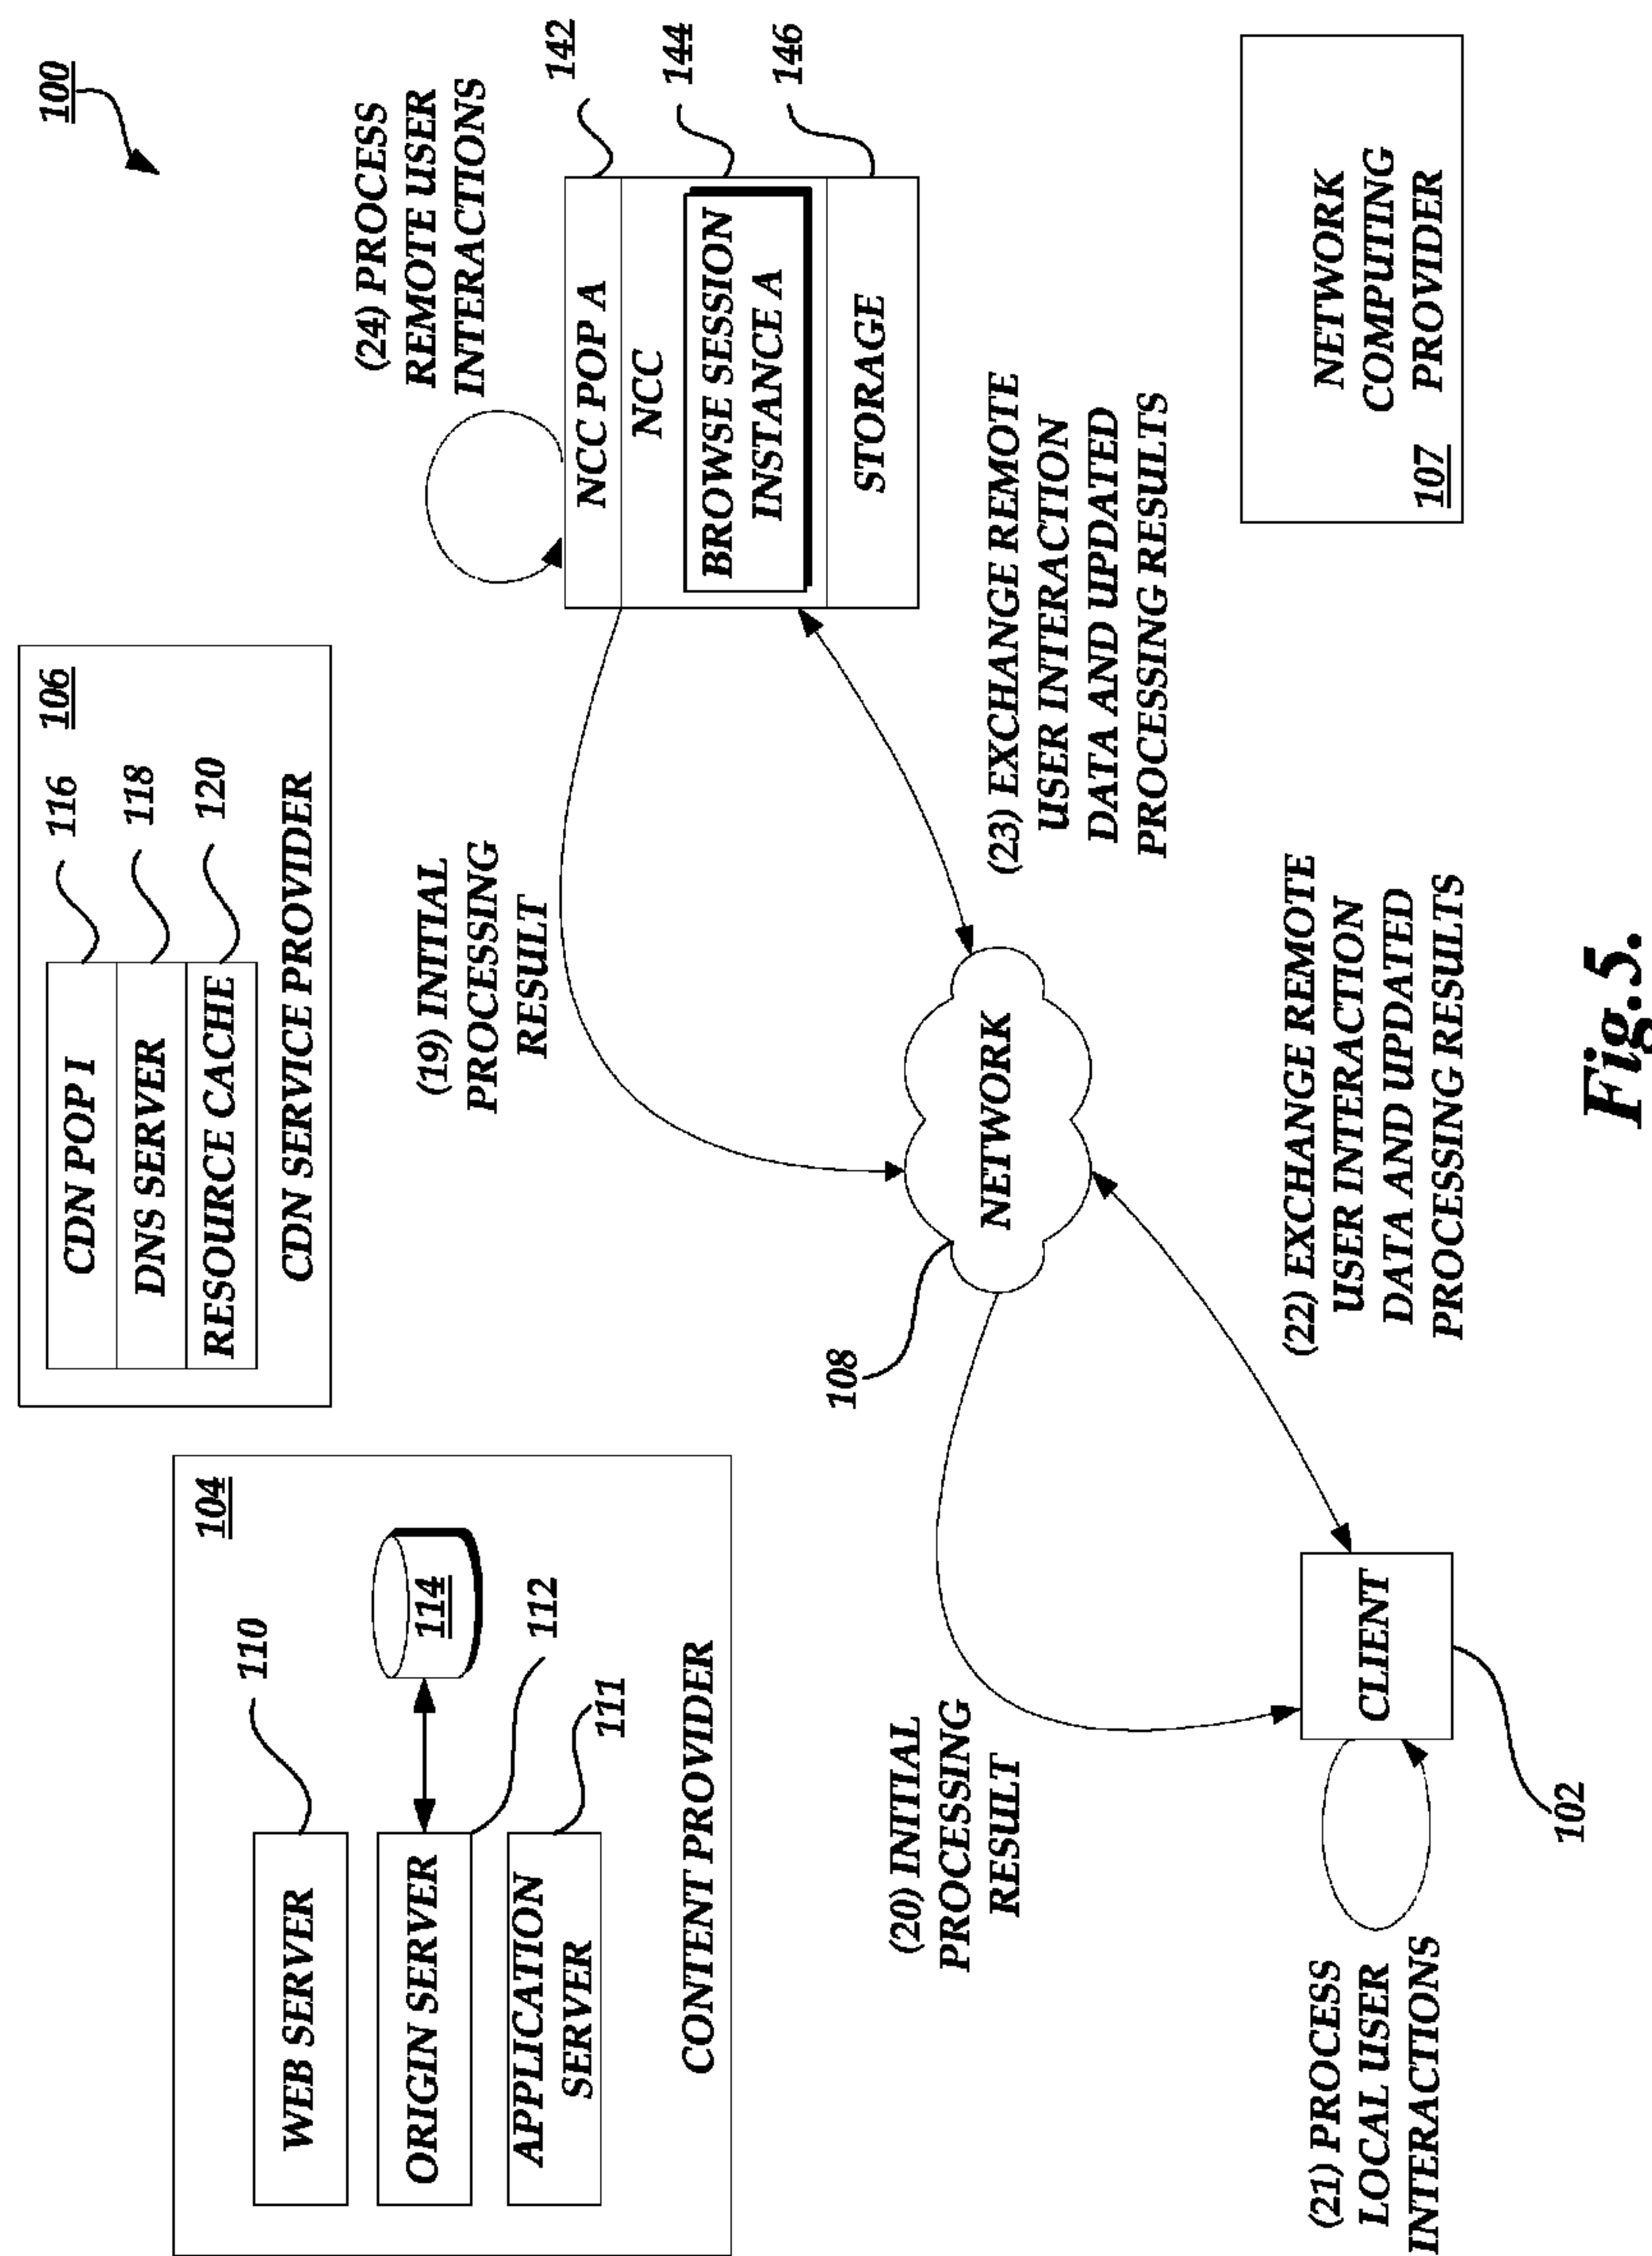 100
104
110
WEB SERVER
114
ORIGIN SERVER
112
APPLICATION
SERVER
111
CONTENT PROVIDER
106
CDN POP I
116
DNS SERVER
118
RESOURCE CACHE
120
CDN SERVICE PROVIDER
(24) PROCESS
REMOTE USER
INTERACTIONS
142
NCC POP A
144
NCC
BROWSE SESSION
INSTANCE A
146
STORAGE
(19) INITIAL
PROCESSING
RESULT
108
NETWORK
(23) EXCHANGE REMOTE
USER INTERACTION
DATA AND UPDATED
PROCESSING RESULTS
(20) INITIAL
PROCESSING
RESULT
(21) PROCESS
LOCAL USER
INTERACTIONS
CLIENT
102
(22) EXCHANGE REMOTE
USER INTERACTION
DATA AND UPDATED
PROCESSING RESULTS
NETWORK
COMPUTING
PROVIDER
107
Fig.5.